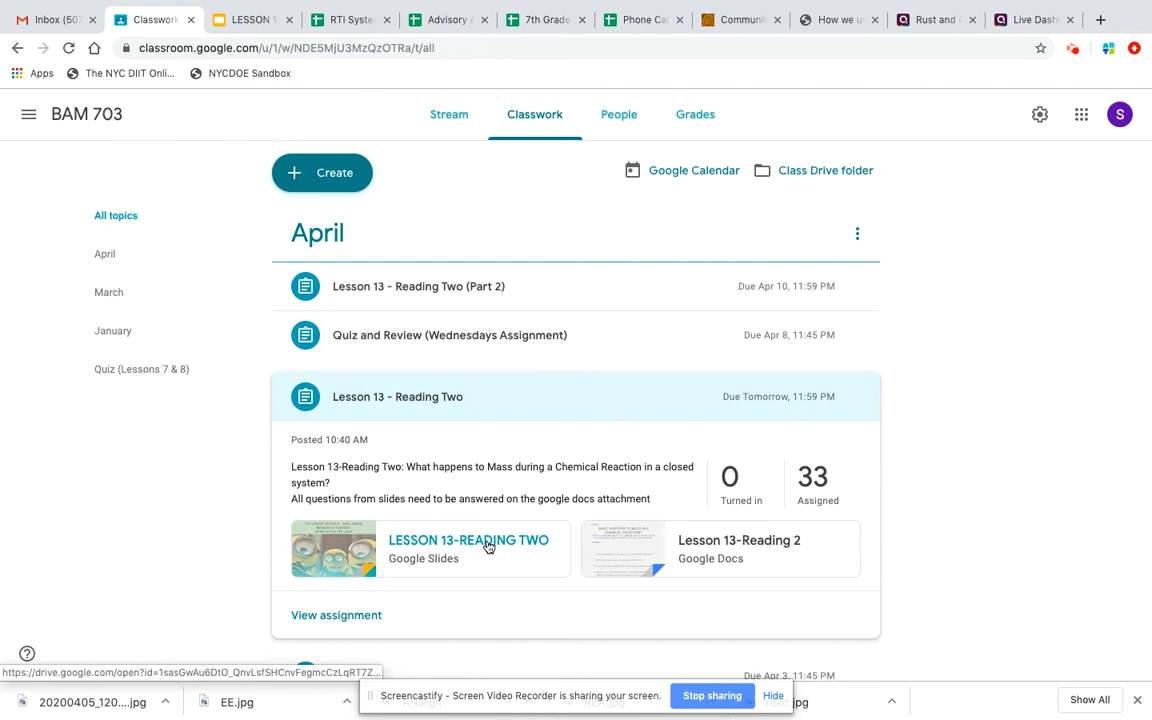 Inbox (507
Classwork
LESSON 1
RTI Syste
Advisory
7th Grade
Phone Ca
Communi
How we u
Rust and
Live Dash
classroom.google.com/u/1/w/NDE5MjU3MzQzOTRa/t/all
Apps
The NYC DIIT Onli...
NYCDOE Sandbox
BAM 703
Stream
Classwork
People
Grades
S
Create
Google Calendar
Class Drive folder
All topics
April
March
January
Quiz (Lessons 7 & 8)
April
Lesson 13 - Reading Two (Part 2)
Due Apr 10, 11:59 PM
Quiz and Review (Wednesdays Assignment)
Due Apr 8, 11:45 PM
Lesson 13 - Reading Two
Due Tomorrow, 11:59 PM
Posted 10:40 AM
Lesson 13-Reading Two: What happens to Mass during a Chemical Reaction in a closed
system?
All questions from slides need to be answered on the google docs attachment
0
Turned in
33
Assigned
LESSON 13-READING TWO
Google Slides
Lesson 13-Reading 2
Google Docs
View assignment
Due Apr 3, 11:45 PM
https://drive.google.com/open?id=1sasGwAu6DtO_QnvLsfSHCnvFegmcCzLqRT7Z...
20200405_120....jpg
EE.jpg
Screencastify - Screen Video Recorder is sharing your screen.
Stop sharing
Hide
Show All